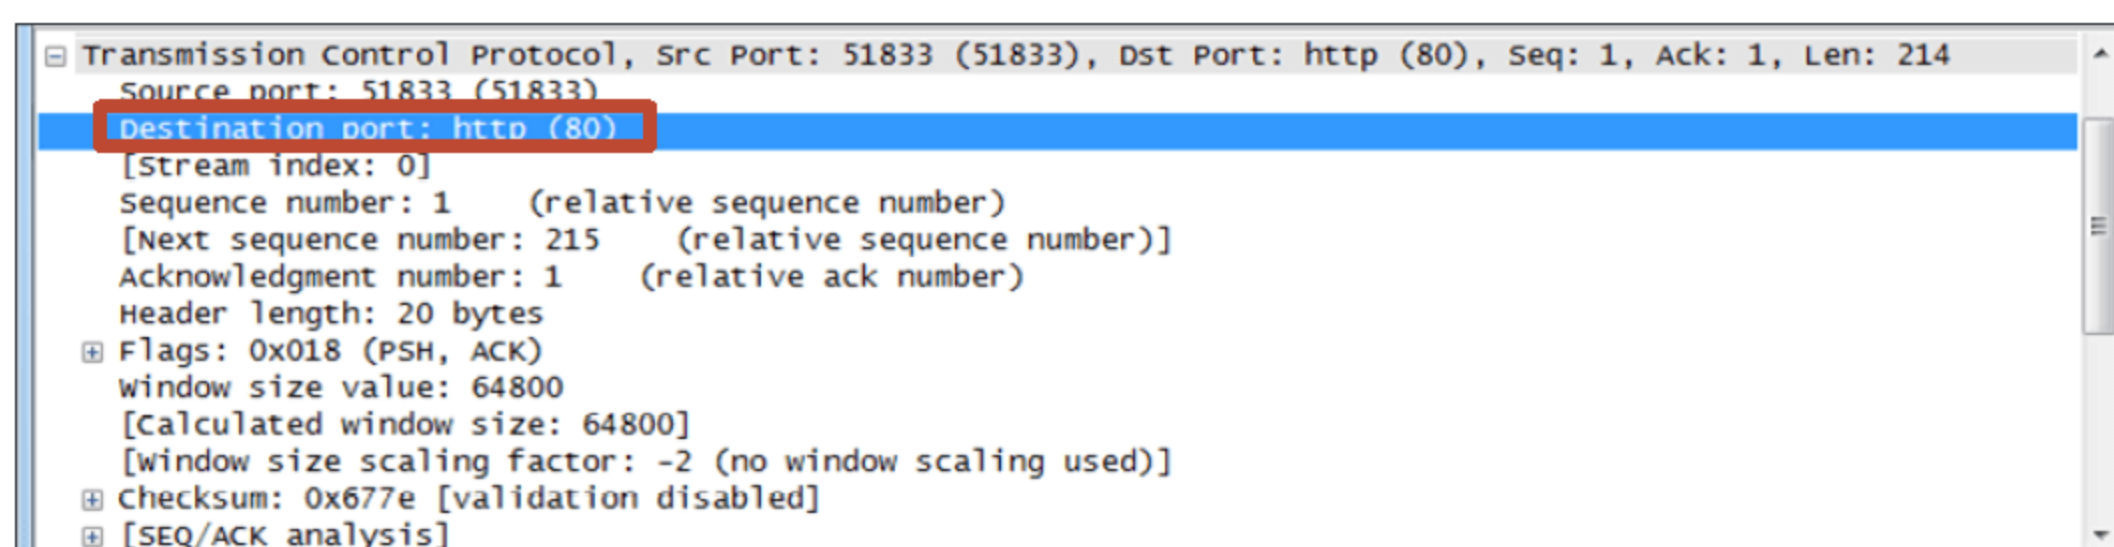 Transmission Control Protocol, Src Port: 51833 (51833), Dst Port: http (80), Seq: 1, Ack: 1, Len: 214
Source port: 51833 (51833)
Destination port: http (80)
[Stream index: 0]
Sequence number: 1 (relative sequence number)
[Next sequence number: 215 (relative sequence number)]
Acknowledgment number: 1 (relative ack number)
Header length: 20 bytes
Flags: 0x018 (PSH, ACK)
Window size value: 64800
[Calculated window size: 64800]
[Window size scaling factor: -2 (no window scaling used)]
Checksum: 0x677e [validation disabled]
[SEQ/ACK analysis]